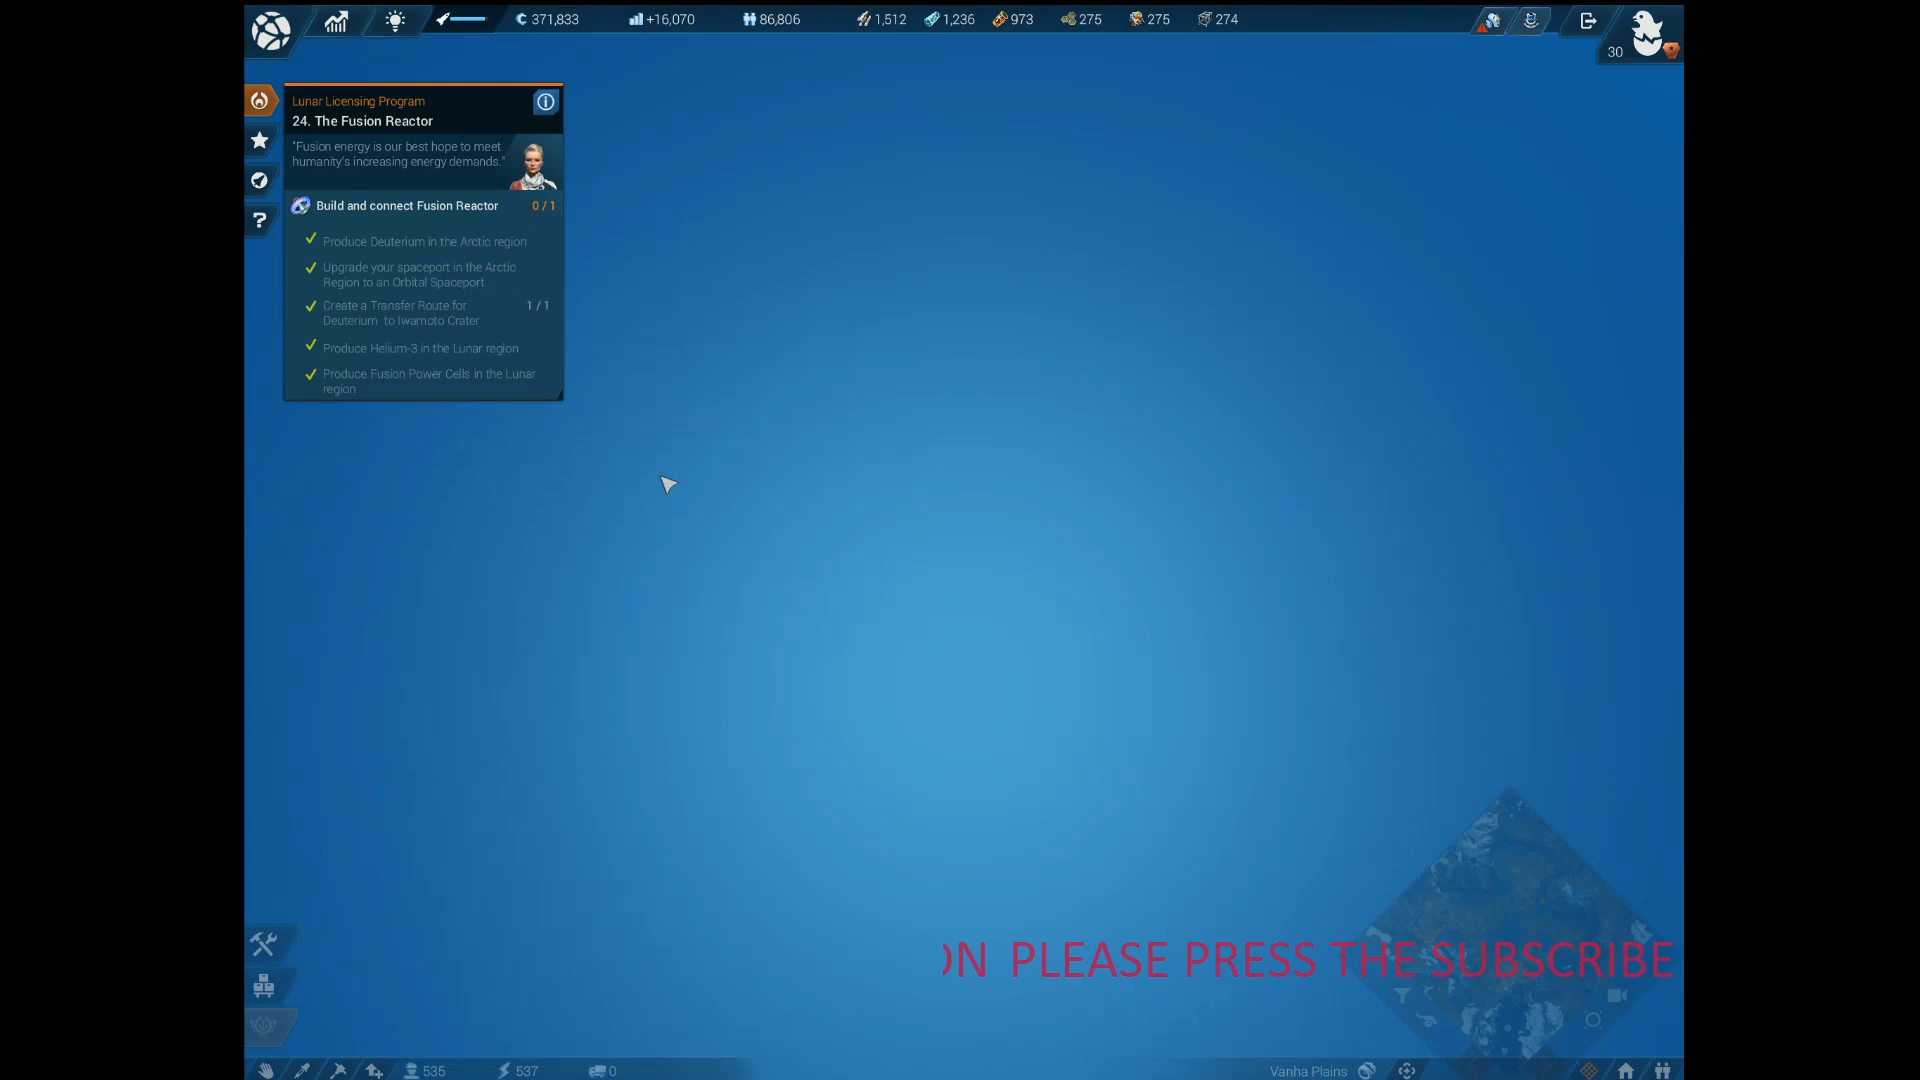 371,833 +16,070 86,806 1,512 1,236 973 275 275 274
30
Lunar Licensing Program
24. The Fusion Reactor
"Fusion energy is our best hope to meet
humanity's increasing energy demands."
Build and connect Fusion Reactor 0 / 1
Produce Deuterium in the Arctic region
Upgrade your spaceport in the Arctic
Region to an Orbital Spaceport
Create a Transfer Route for 1 / 1
Deuterium to Iwamoto Crater
Produce Helium-3 in the Lunar region
Produce Fusion Power Cells in the Lunar
region
?
ON PLEASE PRESS THE SUBSCRIBE
535 537 0 Vanha Plains